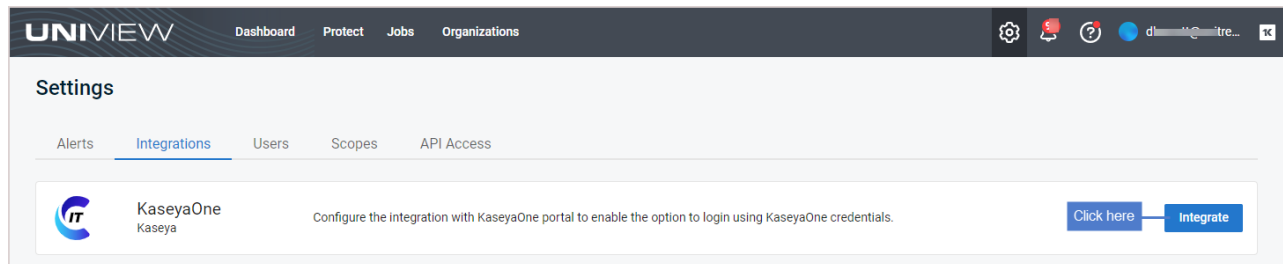 UNIVIEW Dashboard Protect Jobs Organizations
Settings
Alerts Integrations Users Scopes API Access
IT
KaseyaOne
Kaseya
Configure the integration with KaseyaOne portal to enable the option to login using KaseyaOne credentials.
Click here
Integrate